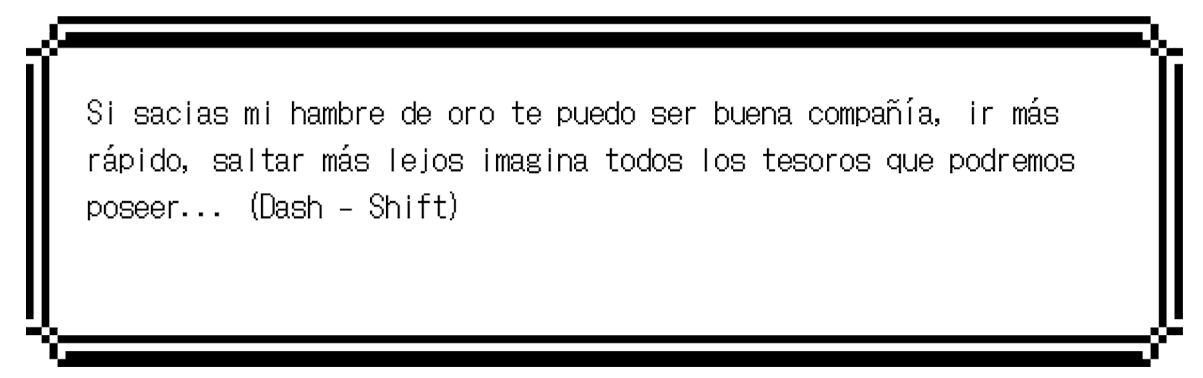 Si sacias mi hambre de oro te puedo ser buena compañía, ir más
rápido, saltar más lejos imagina todos los tesoros que podremos
poseer... (Dash - Shift)